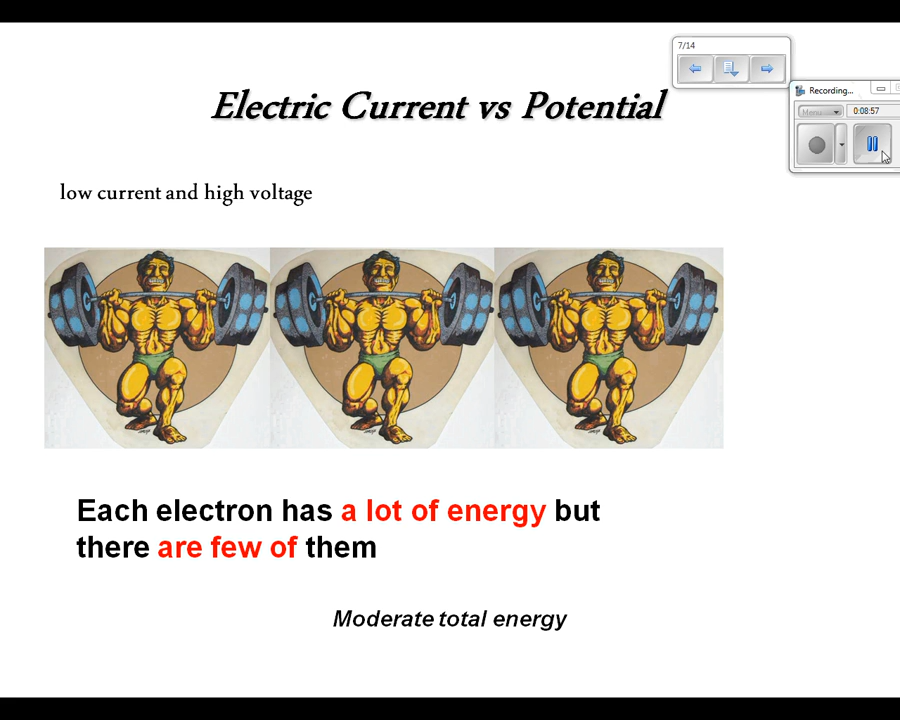 7/14
Recording...
Menu
0:08:57
Electric Current vs Potential
low current and high voltage
Each electron has a lot of energy but
there are few of them
Moderate total energy